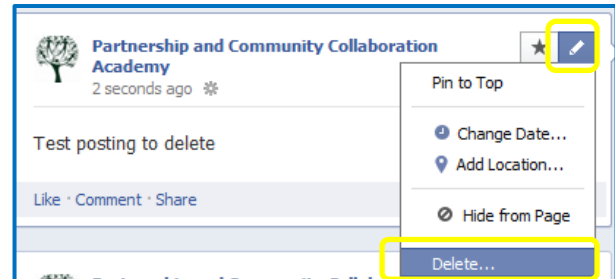 Partnership and Community Collaboration
Academy
2 seconds ago
Test posting to delete
Like · Comment · Share
Pin to Top
Change Date...
Add Location...
Hide from Page
Delete...